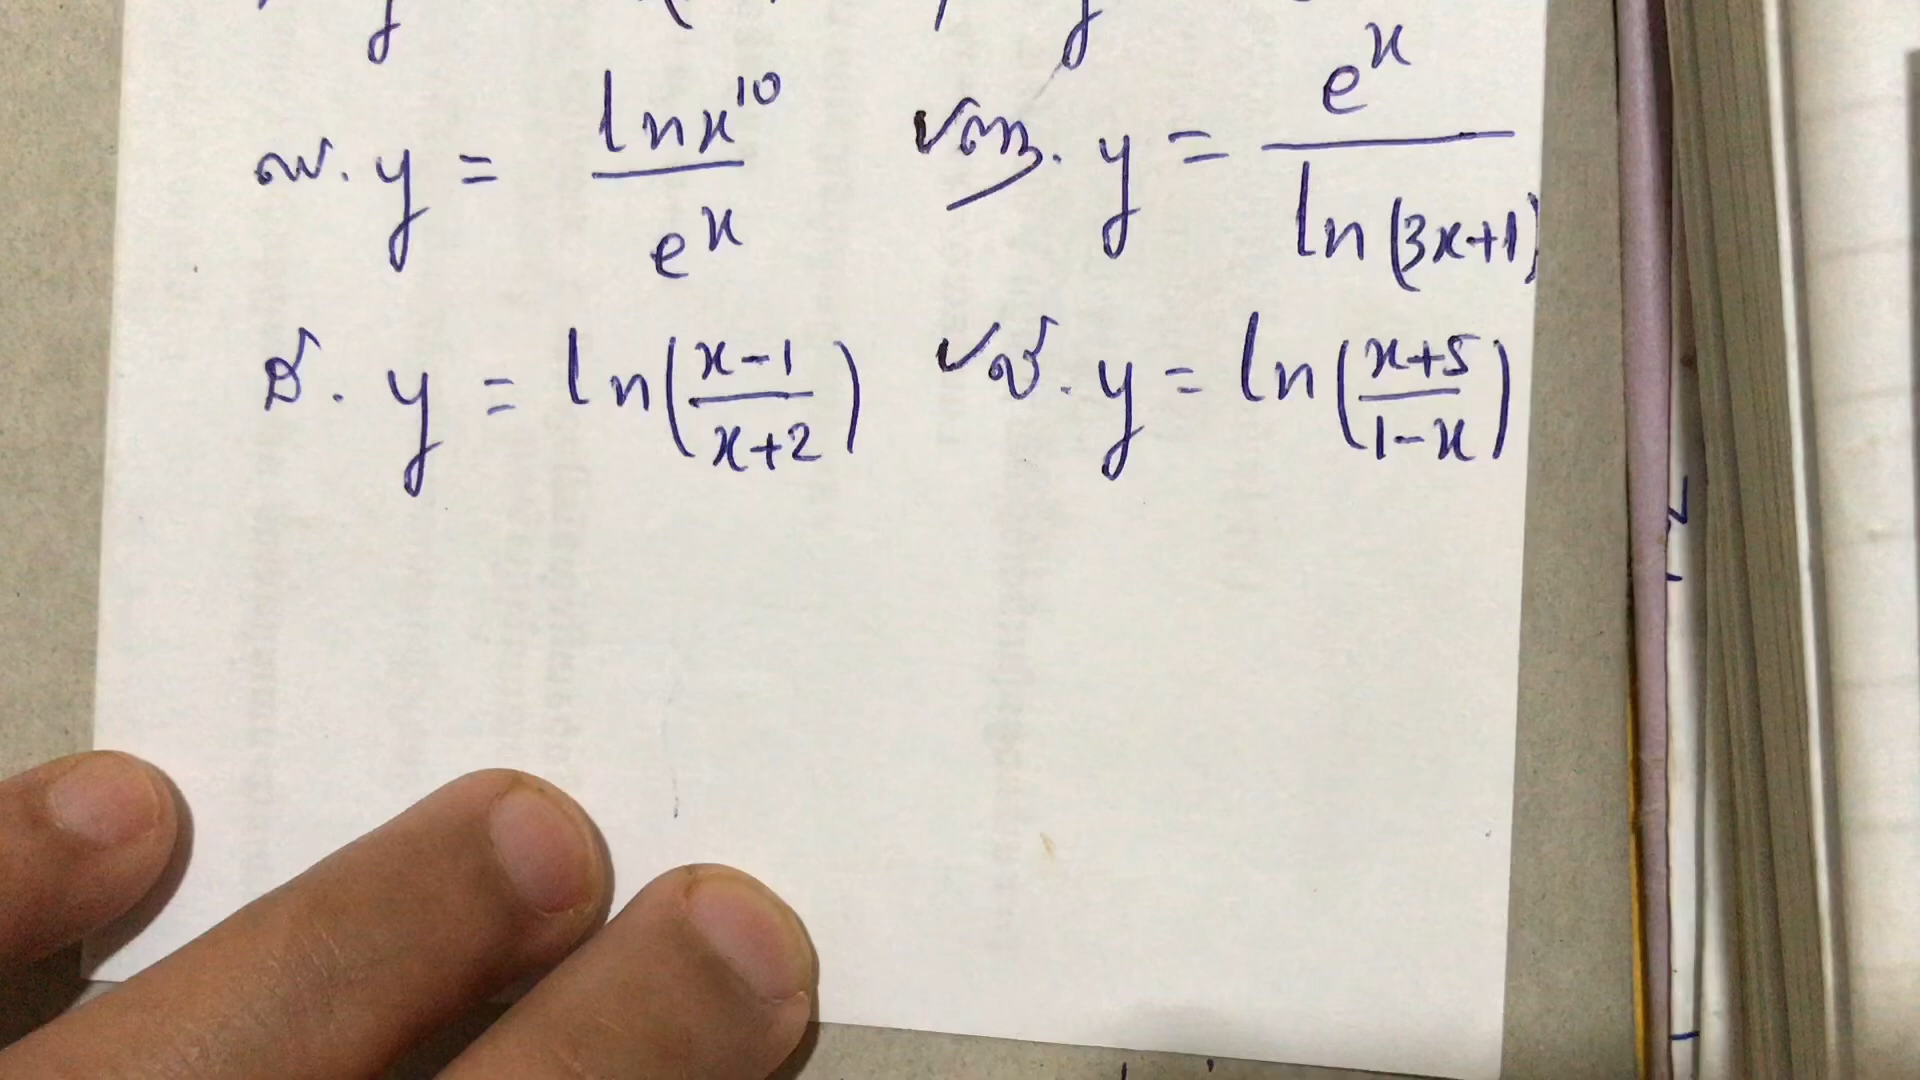 y = ln x¹⁰ / eˣ  y = eˣ / ln(3x+1)
y = ln((x-1)/(x+2))  y = ln((x+5)/(1-x))